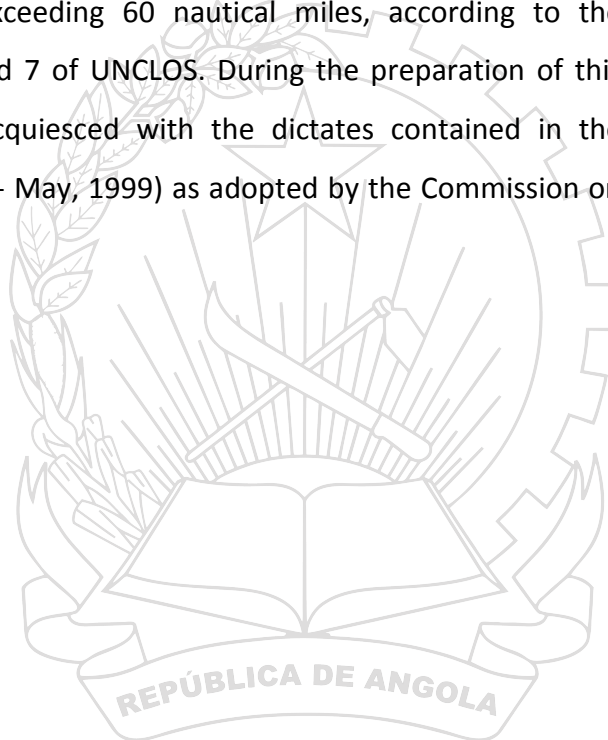 xceeding 60 nautical miles, according to the
d 7 of UNCLOS. During the preparation of thi
cquiesced with the dictates contained in the
- May, 1999) as adopted by the Commission or
REPÚBLICA DE ANGOLA